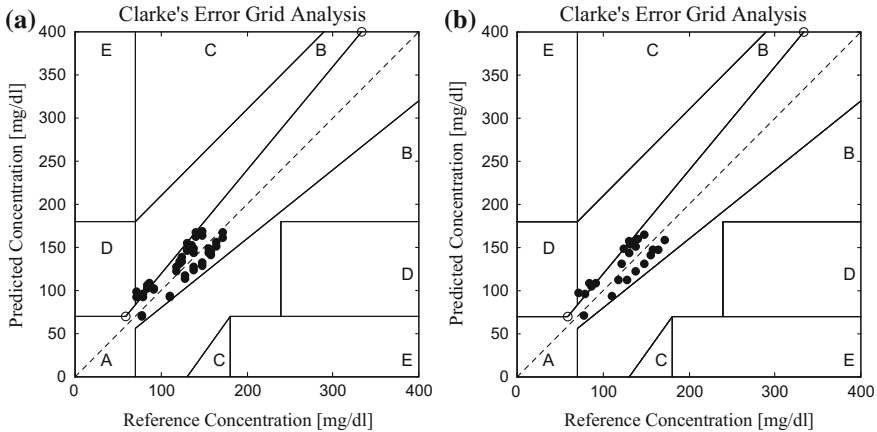 (a)
Clarke's Error Grid Analysis
Predicted Concentration [mg/dl]
400
350
300
250
200
150
100
50
0
E
C
B
B
D
D
A
C
E
0
100
200
300
400
Reference Concentration [mg/dl]
(b)
Clarke's Error Grid Analysis
Predicted Concentration [mg/dl]
400
350
300
250
200
150
100
50
0
E
C
B
B
D
D
A
C
E
0
100
200
300
400
Reference Concentration [mg/dl]